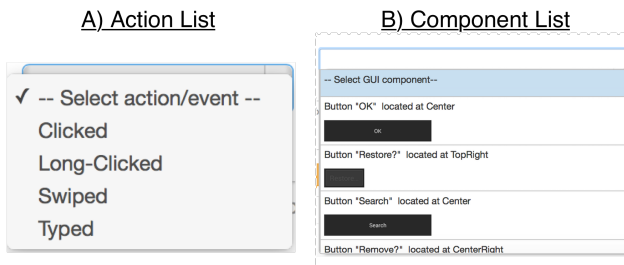 A) Action List
✓ -- Select action/event --
Clicked
Long-Clicked
Swiped
Typed
B) Component List
-- Select GUI component--
Button "OK" located at Center
OK
Button "Restore?" located at TopRight
Button "Search" located at Center
Search
Button "Remove?" located at CenterRight